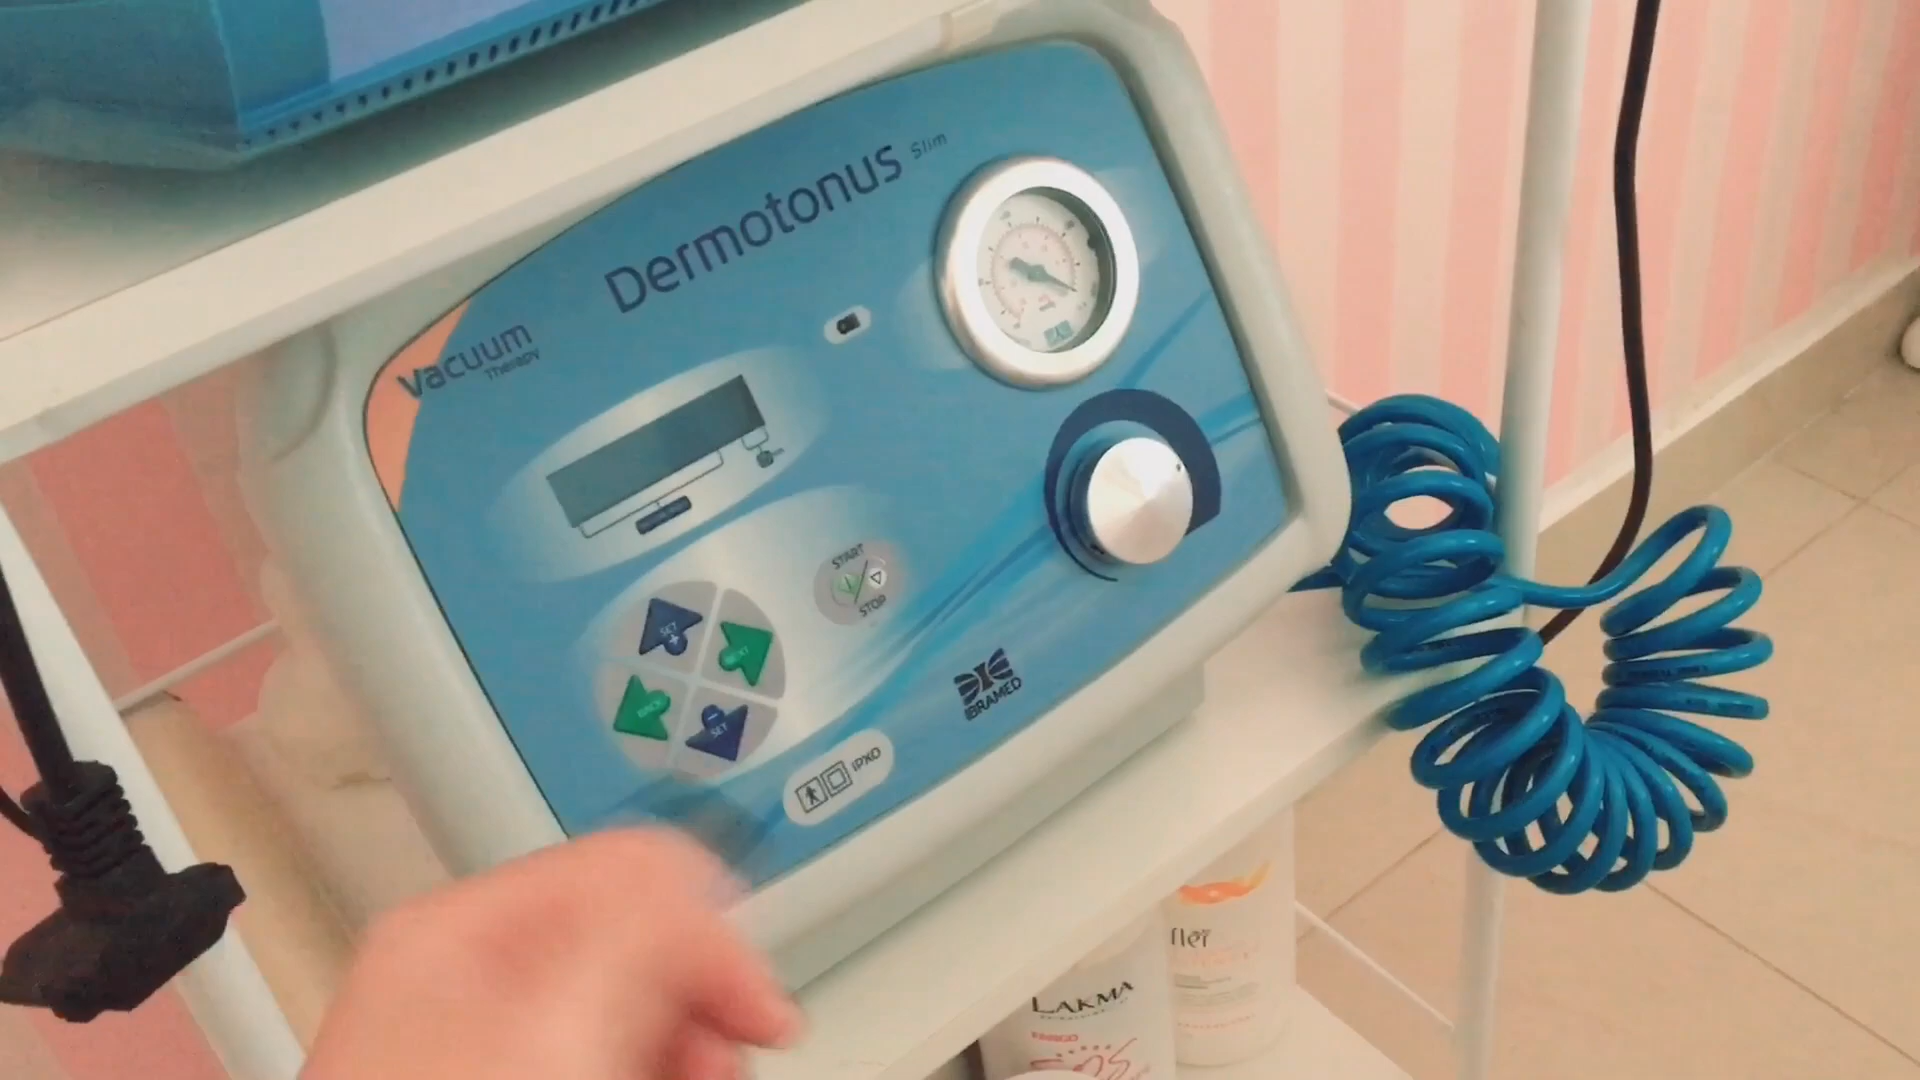 Dermotonus Slim
Vacuum
Therapy
START
STOP
SET
+
NEXT
BACK
-
SET
IBRAMED
IPX0
fler
LAKMA